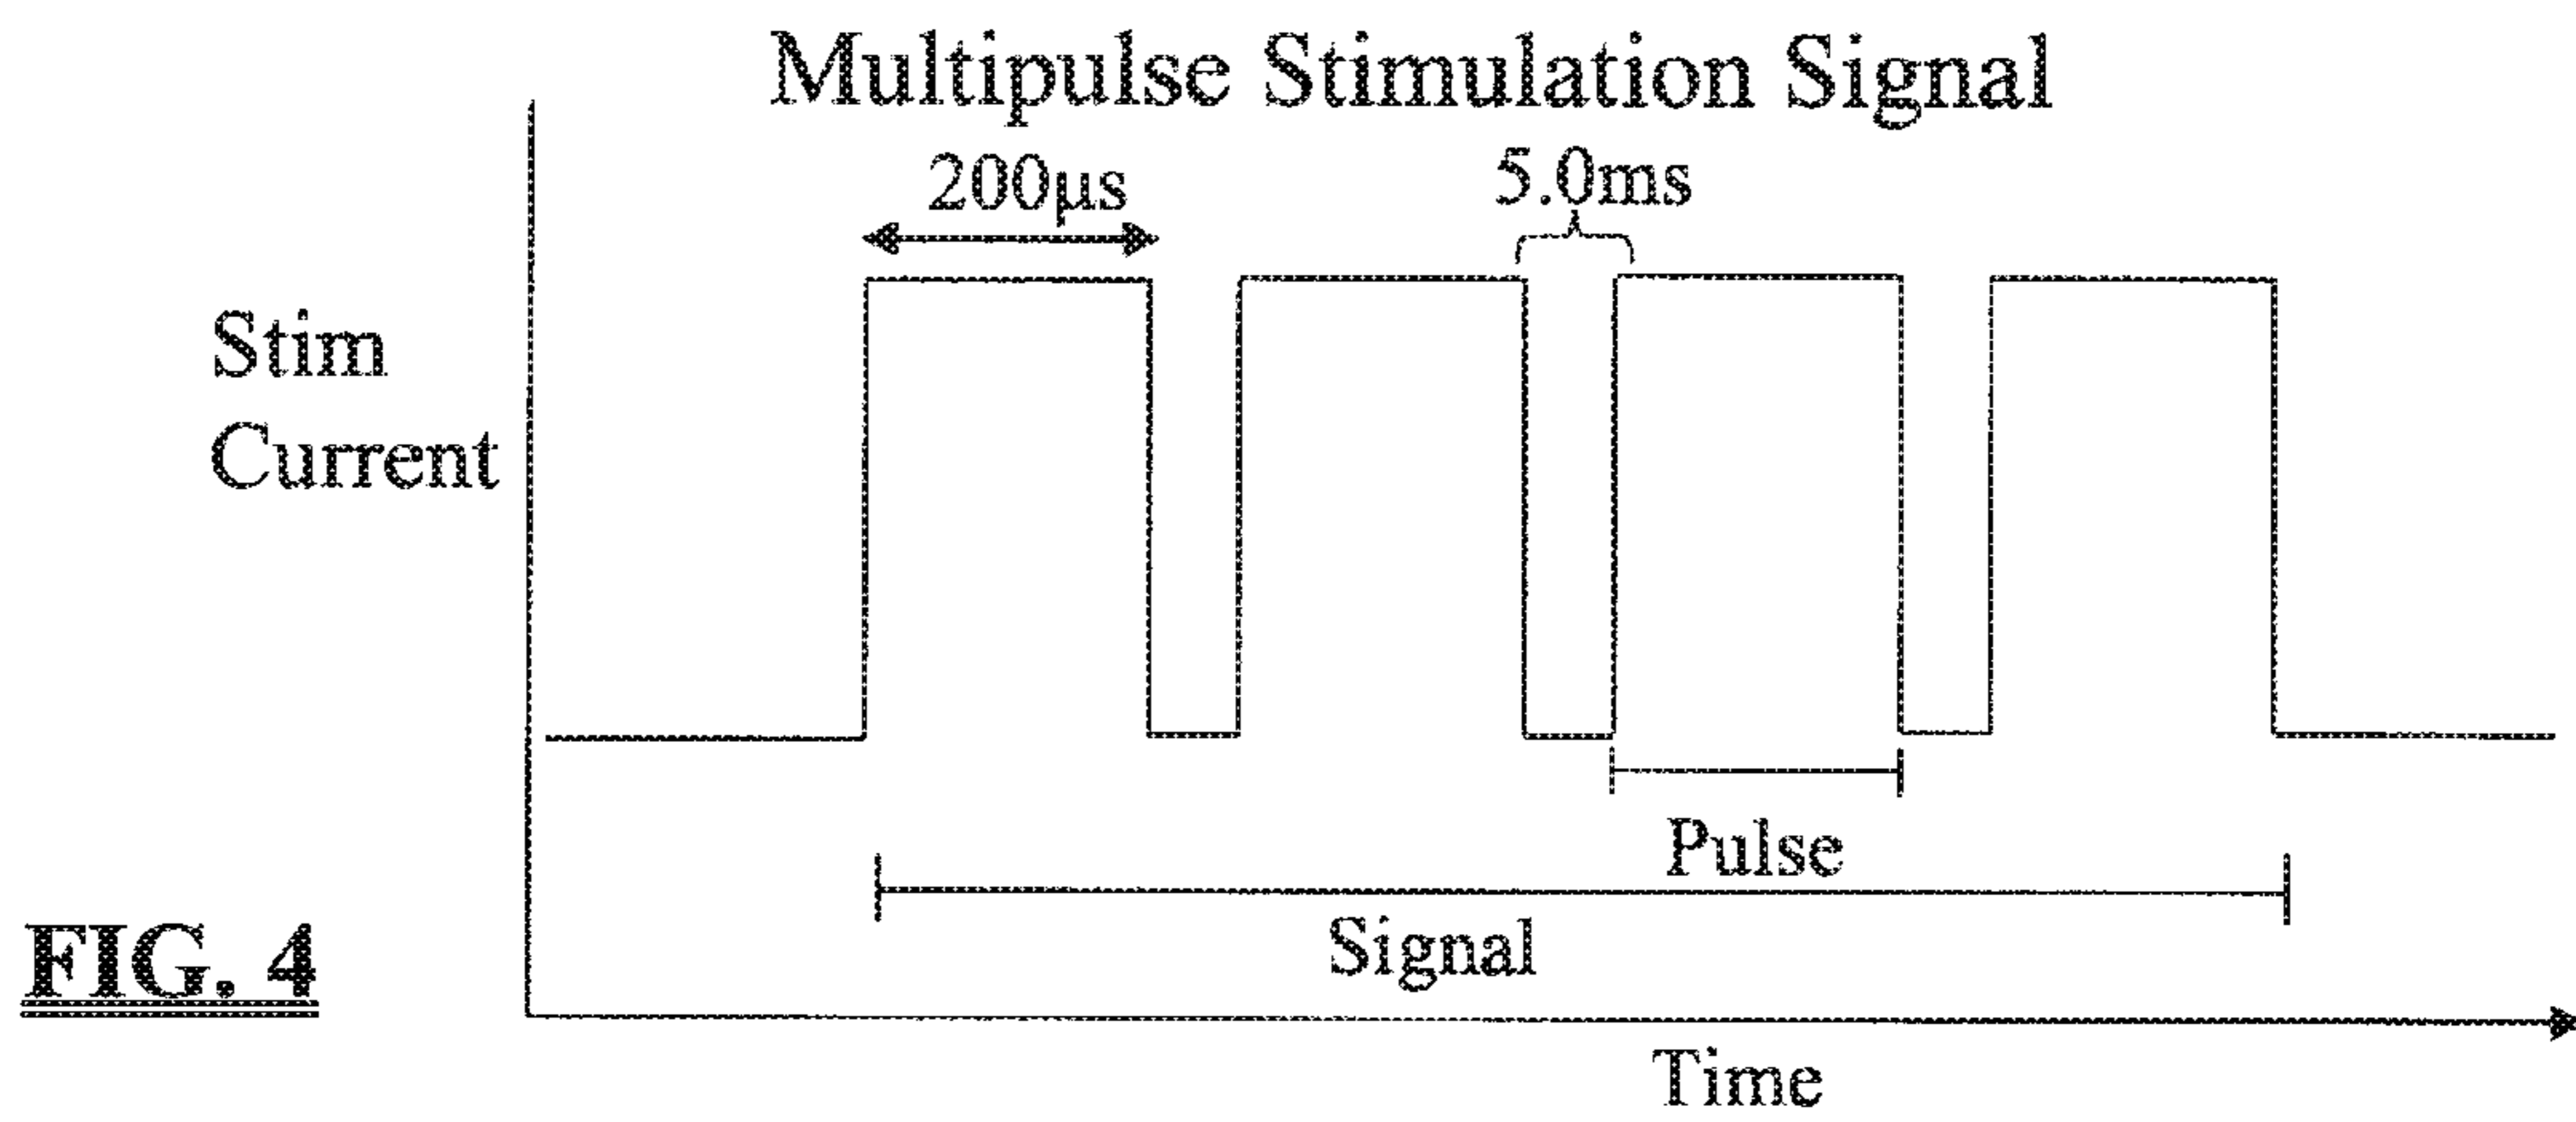 Multipulse Stimulation Signal
200µs
5.0ms
Stim
Current
Pulse
Signal
FIG. 4
Time